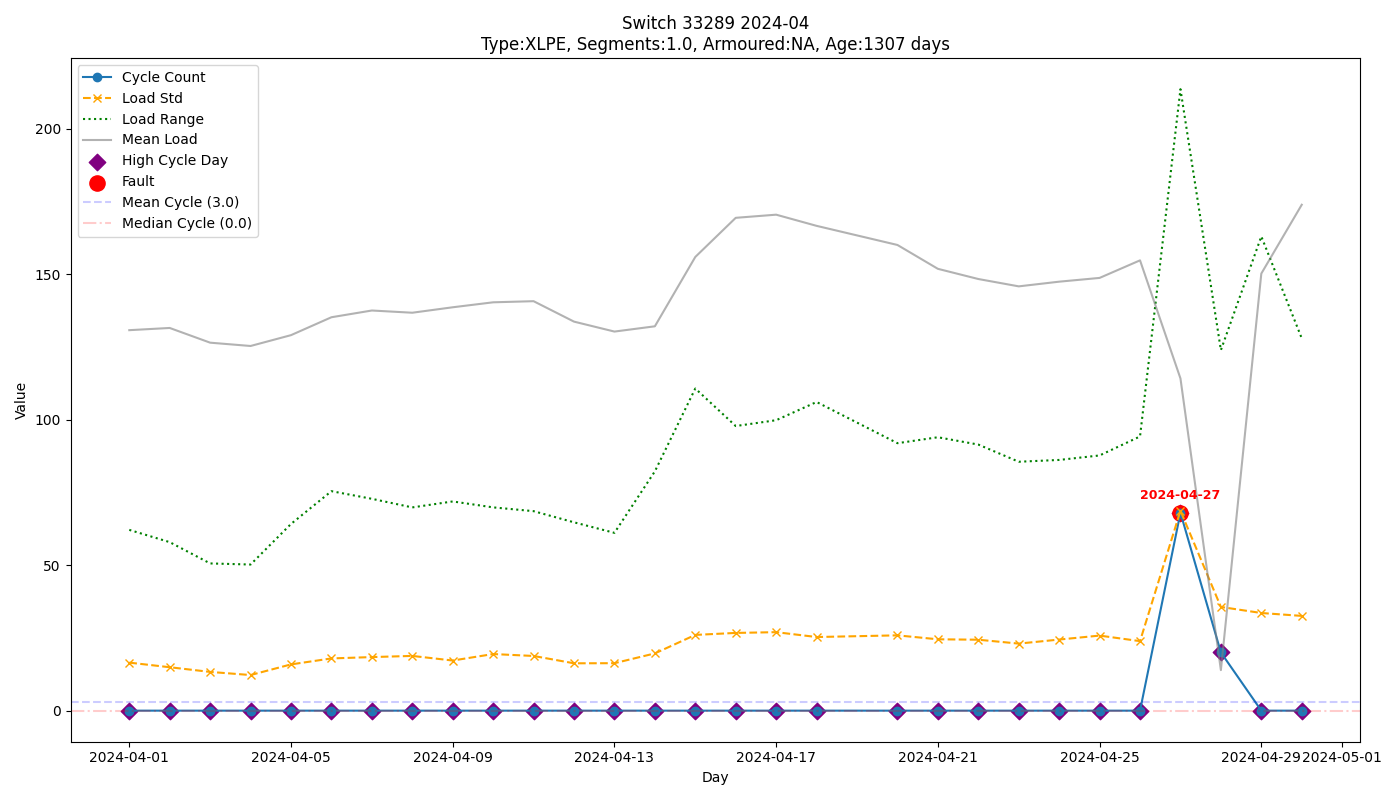 Switch 33289 2024-04
Type:XLPE, Segments:1.0, Armoured:NA, Age:1307 days
Cycle Count
Load Std
Load Range
Mean Load
High Cycle Day
Fault
Mean Cycle (3.0)
Median Cycle (0.0)
Value
200
150
100
50
0
2024-04-27
2024-04-01
2024-04-05
2024-04-09
2024-04-13
2024-04-17
2024-04-21
2024-04-25
2024-04-29
2024-05-01
Day